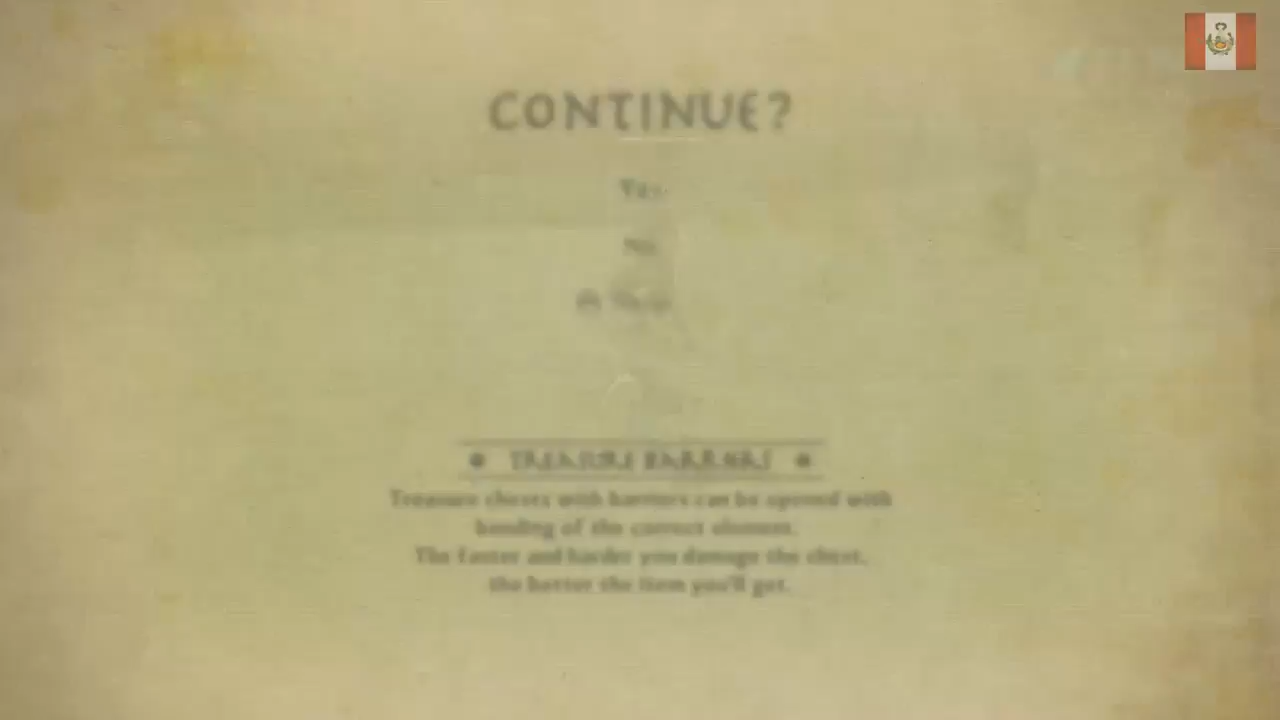 CONTINUE?
Yes
No
TREASURE BARRIERS
Treasure chests with barriers can be opened with
bending of the correct element.
The faster and harder you damage the chest,
the better the item you'll get.